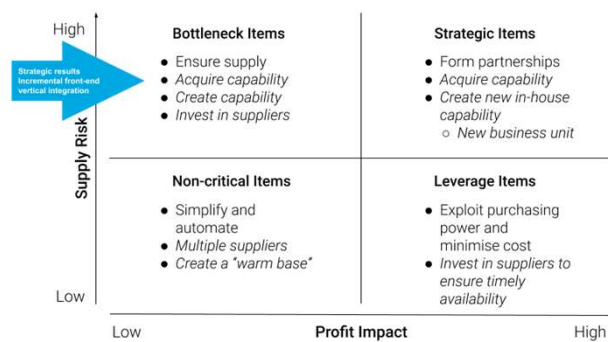 High
Strategic results
Incremental front-end
vertical integration
Supply Risk
Low
Bottleneck Items
● Ensure supply
● Acquire capability
● Create capability
● Invest in suppliers
Strategic Items
● Form partnerships
● Acquire capability
● Create new in-house
capability
○ New business unit
Non-critical Items
● Simplify and
automate
● Multiple suppliers
● Create a "warm base"
Leverage Items
● Exploit purchasing
power and
minimise cost
● Invest in suppliers to
ensure timely
availability
Low
Profit Impact
High